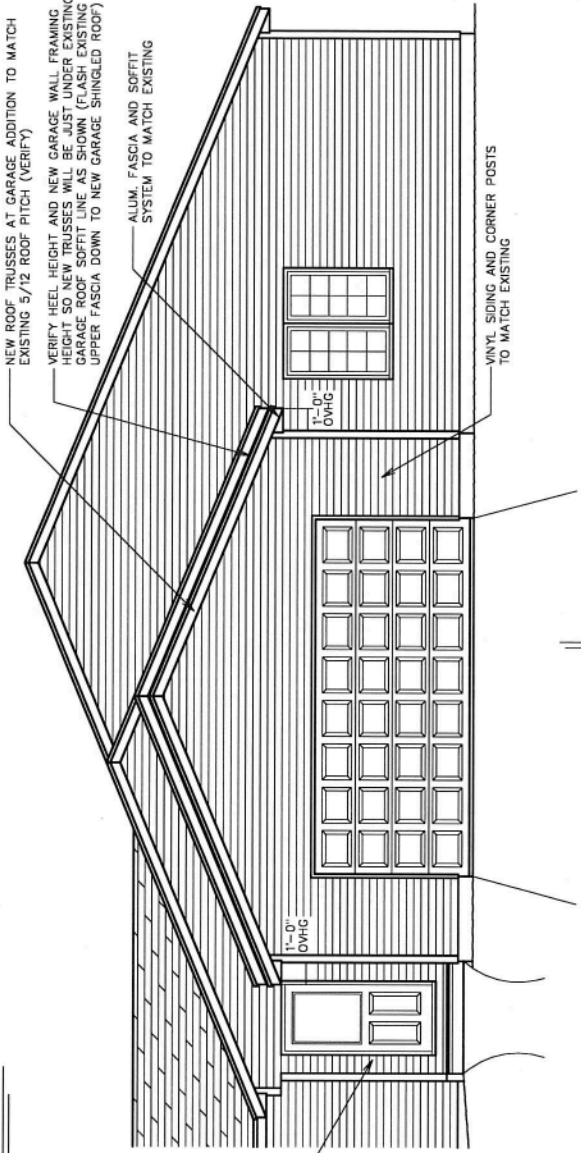 NEW ROOF TRUSSES AT GARAGE ADDITION TO MATCH
EXISTING 5/12 ROOF PITCH (VERIFY)
VERIFY HEEL HEIGHT AND NEW GARAGE WALL FRAMING
HEIGHT SO NEW TRUSSES WILL BE JUST UNDER EXISTING
GARAGE ROOF SOFFIT LINE AS SHOWN (FLASH EXISTING
UPPER FASCIA DOWN TO NEW GARAGE SHINGLED ROOF)
ALUM. FASCIA AND SOFFIT
SYSTEM TO MATCH EXISTING
1'-0"
OVHG
1'-0"
OVHG
VINYL SIDING AND CORNER POSTS
TO MATCH EXISTING